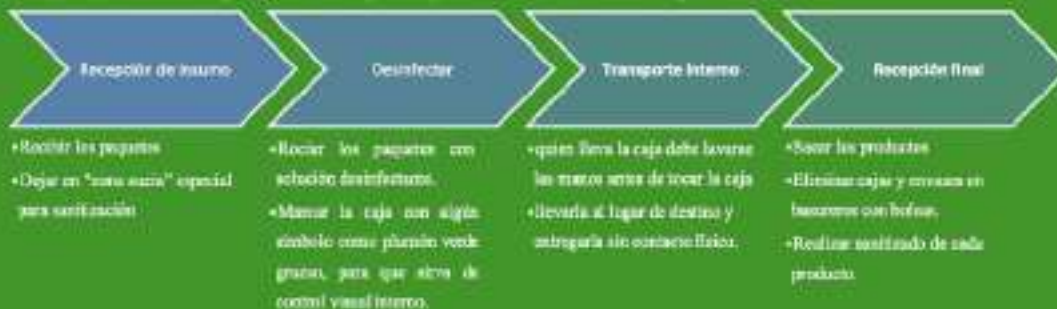 Recepción de insumo
Desinfectar
Transporte Interno
Recepción final
•Recibir los paquetes
•Dejar en "zona sucia" especial
para sanitización
•Rociar los paquetes con
solución desinfectante.
•Marcar la caja con algún
símbolo como plumón verde
grueso, para que sirva de
control visual interno.
•quien lleva la caja debe lavarse
las manos antes de tocar la caja
•llevarla al lugar de destino y
entregarla sin contacto físico.
•Sacar los productos
•Eliminar cajas y envases en
basureros con bolsas.
•Realizar sanitizado de cada
producto.